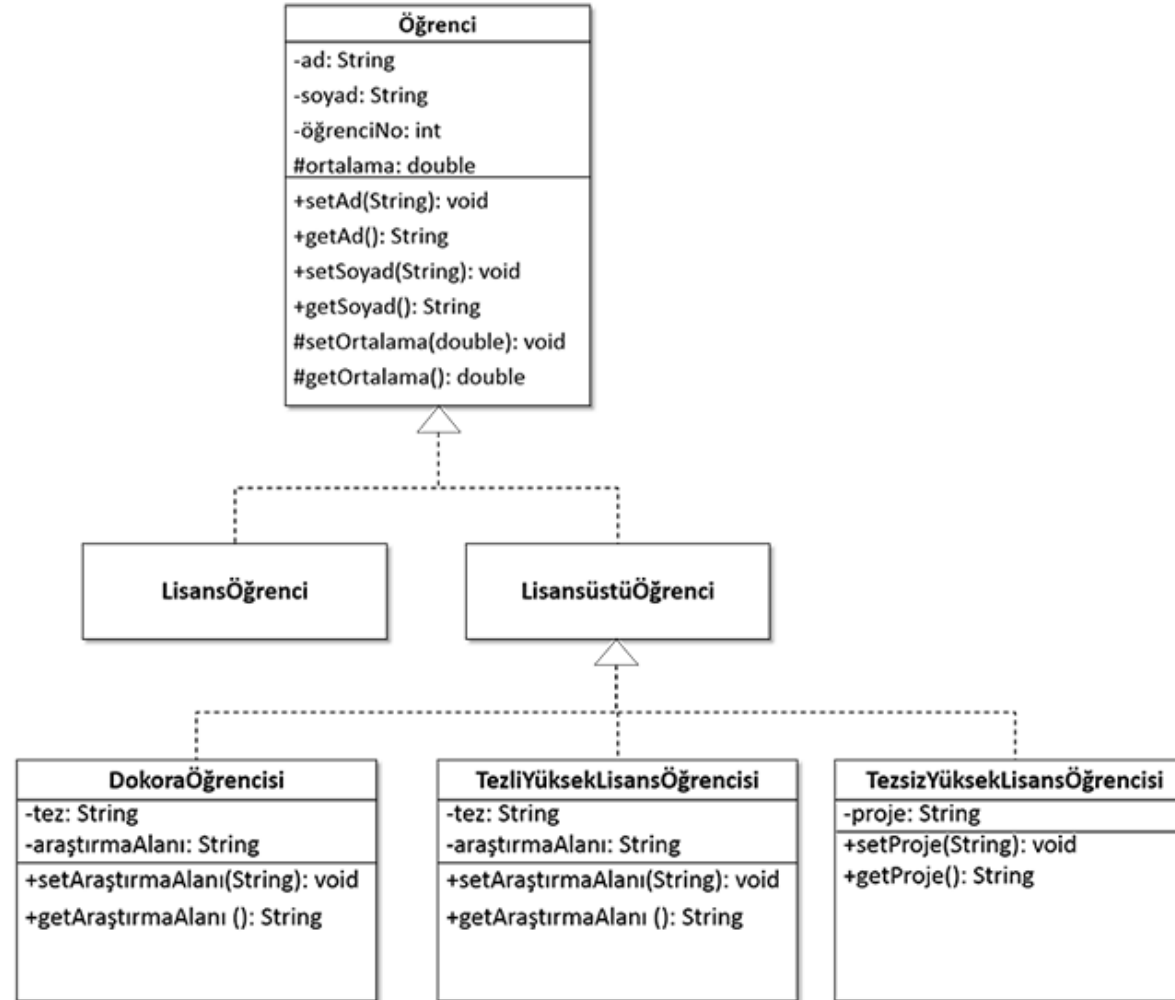 Öğrenci
-ad: String
-soyad: String
-öğrenciNo: int
#ortalama: double
+setAd(String): void
+getAd(): String
+setSoyad(String): void
+getSoyad(): String
#setOrtalama(double): void
#getOrtalama(): double
LisansÖğrenci
LisansüstüÖğrenci
DokoraÖğrencisi
-tez: String
-araştırmaAlanı: String
+setAraştırmaAlanı(String): void
+getAraştırmaAlanı (): String
TezliYüksekLisansÖğrencisi
-tez: String
-araştırmaAlanı: String
+setAraştırmaAlanı(String): void
+getAraştırmaAlanı (): String
TezsizYüksekLisansÖğrencisi
-proje: String
+setProje(String): void
+getProje(): String